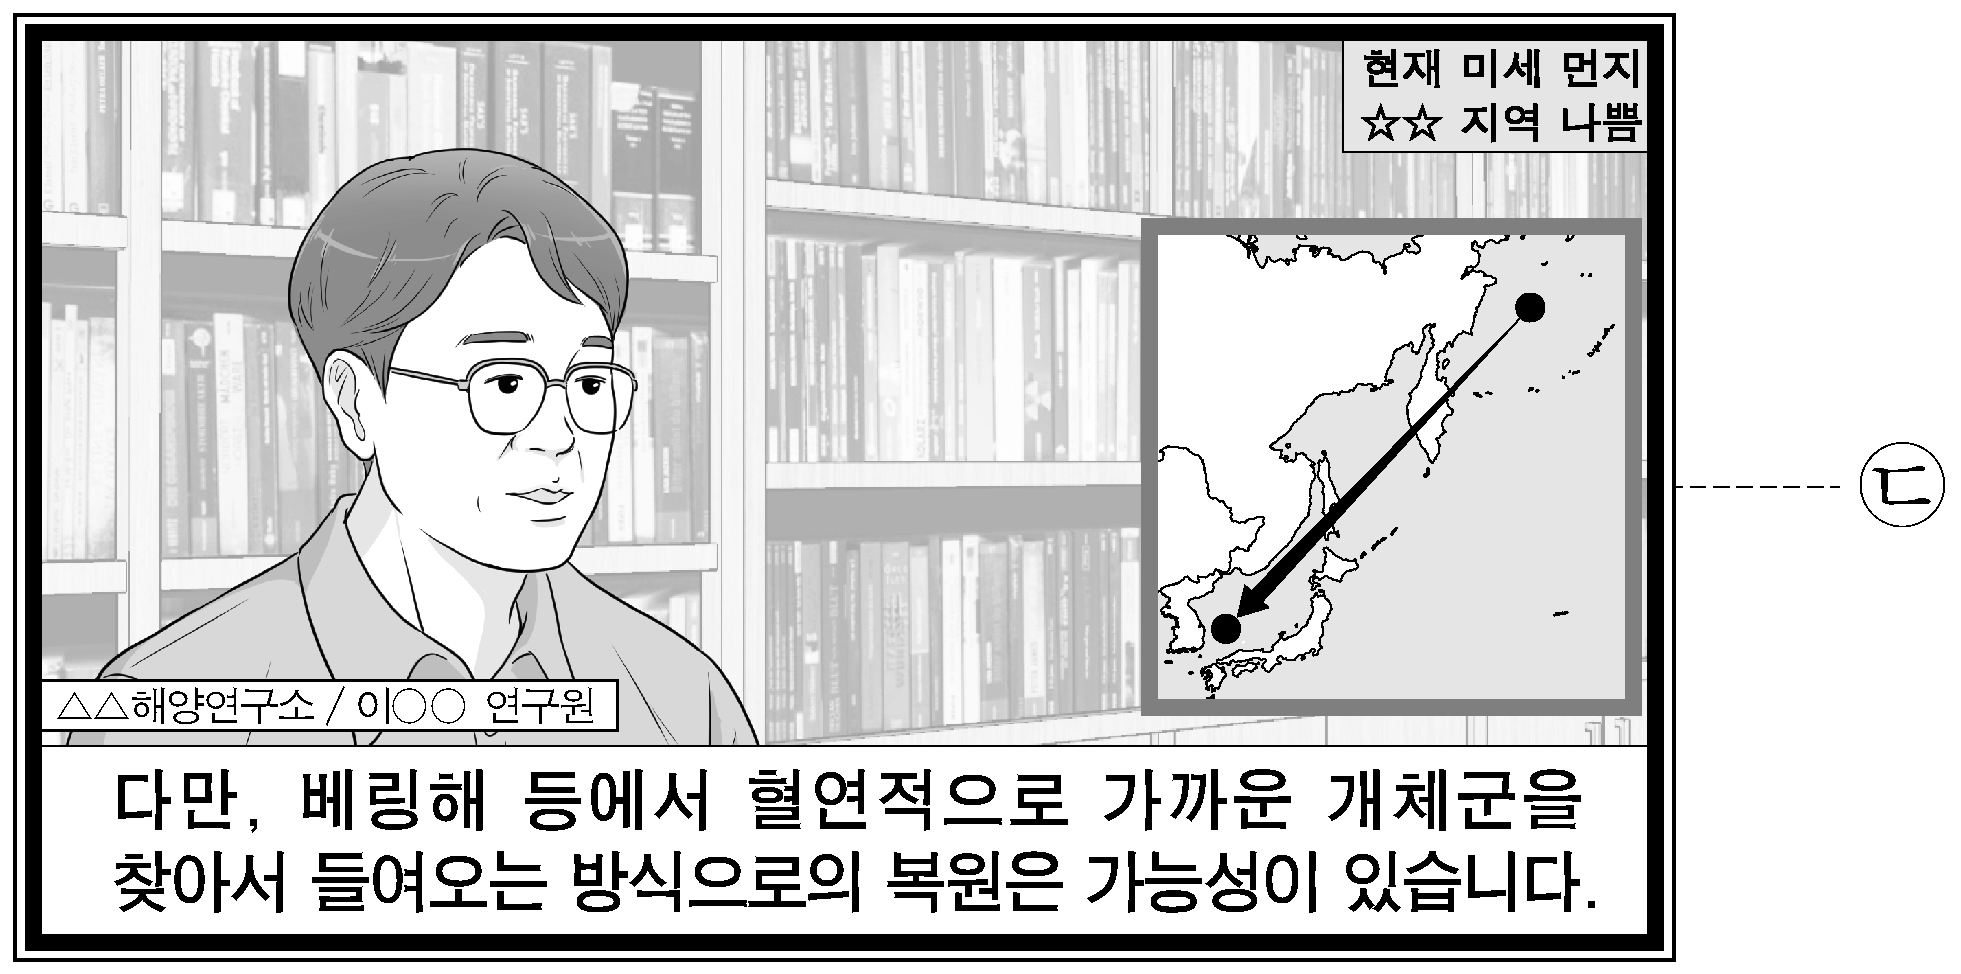 현재 미세 먼지
☆☆ 지역 나쁨
㉢
△△해양연구소 / 이○○ 연구원
다만, 베링해 등에서 혈연적으로 가까운 개체군을
찾아서 들여오는 방식으로의 복원은 가능성이 있습니다.